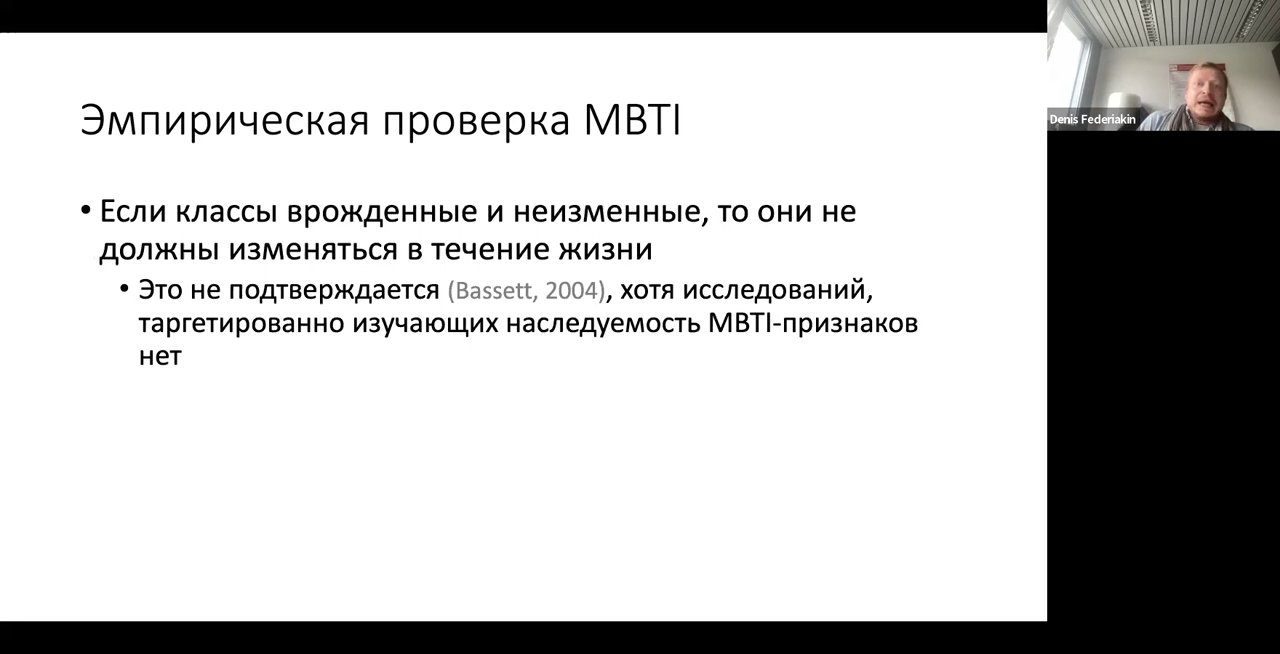 Эмпирическая проверка MBTI
• Если классы врожденные и неизменные, то они не
должны изменяться в течение жизни
• Это не подтверждается (Bassett, 2004), хотя исследований,
таргетированно изучающих наследуемость MBTI-признаков
нет
Denis Federiakin